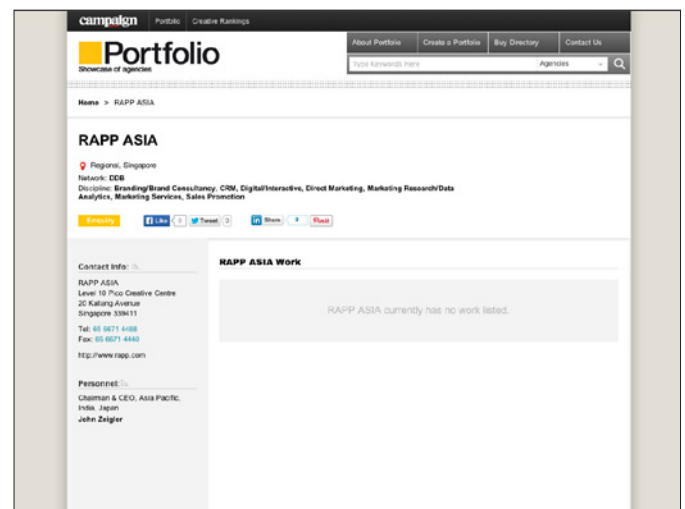 campaign Portfolio Creative Rankings
Portfolio
Showcase of agencies
About Portfolio Create a Portfolio Buy Directory Contact Us
Type Keywords Here Agencies
Home > RAPP ASIA
RAPP ASIA
Regional, Singapore
Network: DDB
Discipline: Branding/Brand Consultancy, CRM, Digital/Interactive, Direct Marketing, Marketing Research/Data
Analytics, Marketing Services, Sales Promotion
Enquiry Like 0 Tweet 0 Share Pin it
Contact Info:
RAPP ASIA
Level 10 Pico Creative Centre
20 Kallang Avenue
Singapore 339411
Tel: 65 6671 4488
Fax: 65 6671 4440
http://www.rapp.com
Personnel:
Chairman & CEO, Asia Pacific,
India, Japan
John Zeigler
RAPP ASIA Work
RAPP ASIA currently has no work listed.